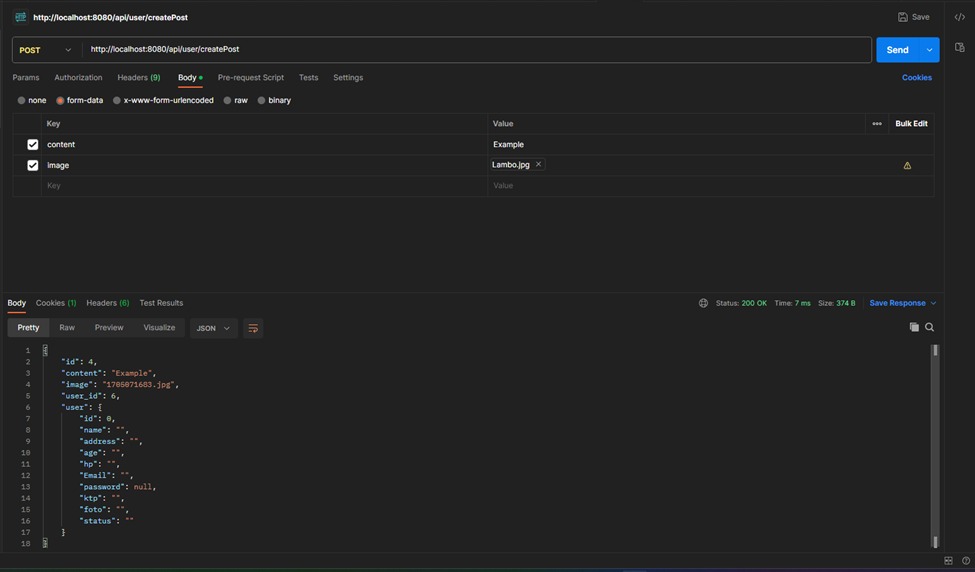 HTTP http://localhost:8080/api/user/createPost Save
POST http://localhost:8080/api/user/createPost Send
Params Authorization Headers (9) Body Pre-request Script Tests Settings Cookies
none form-data x-www-form-urlencoded raw binary
Key Value Bulk Edit
content Example
image Lambo.jpg
Key Value
Body Cookies (1) Headers (6) Test Results Status: 200 OK Time: 7 ms Size: 374 B Save Response
Pretty Raw Preview Visualize JSON
1 {
2 "id": 4,
3 "content": "Example",
4 "image": "1706071683.jpg",
5 "user_id": 6,
6 "user": {
7 "id": 0,
8 "name": "",
9 "address": "",
10 "age": "",
11 "hp": "",
12 "Email": "",
13 "password": null,
14 "ktp": "",
15 "foto": "",
16 "status": ""
17 }
18 }